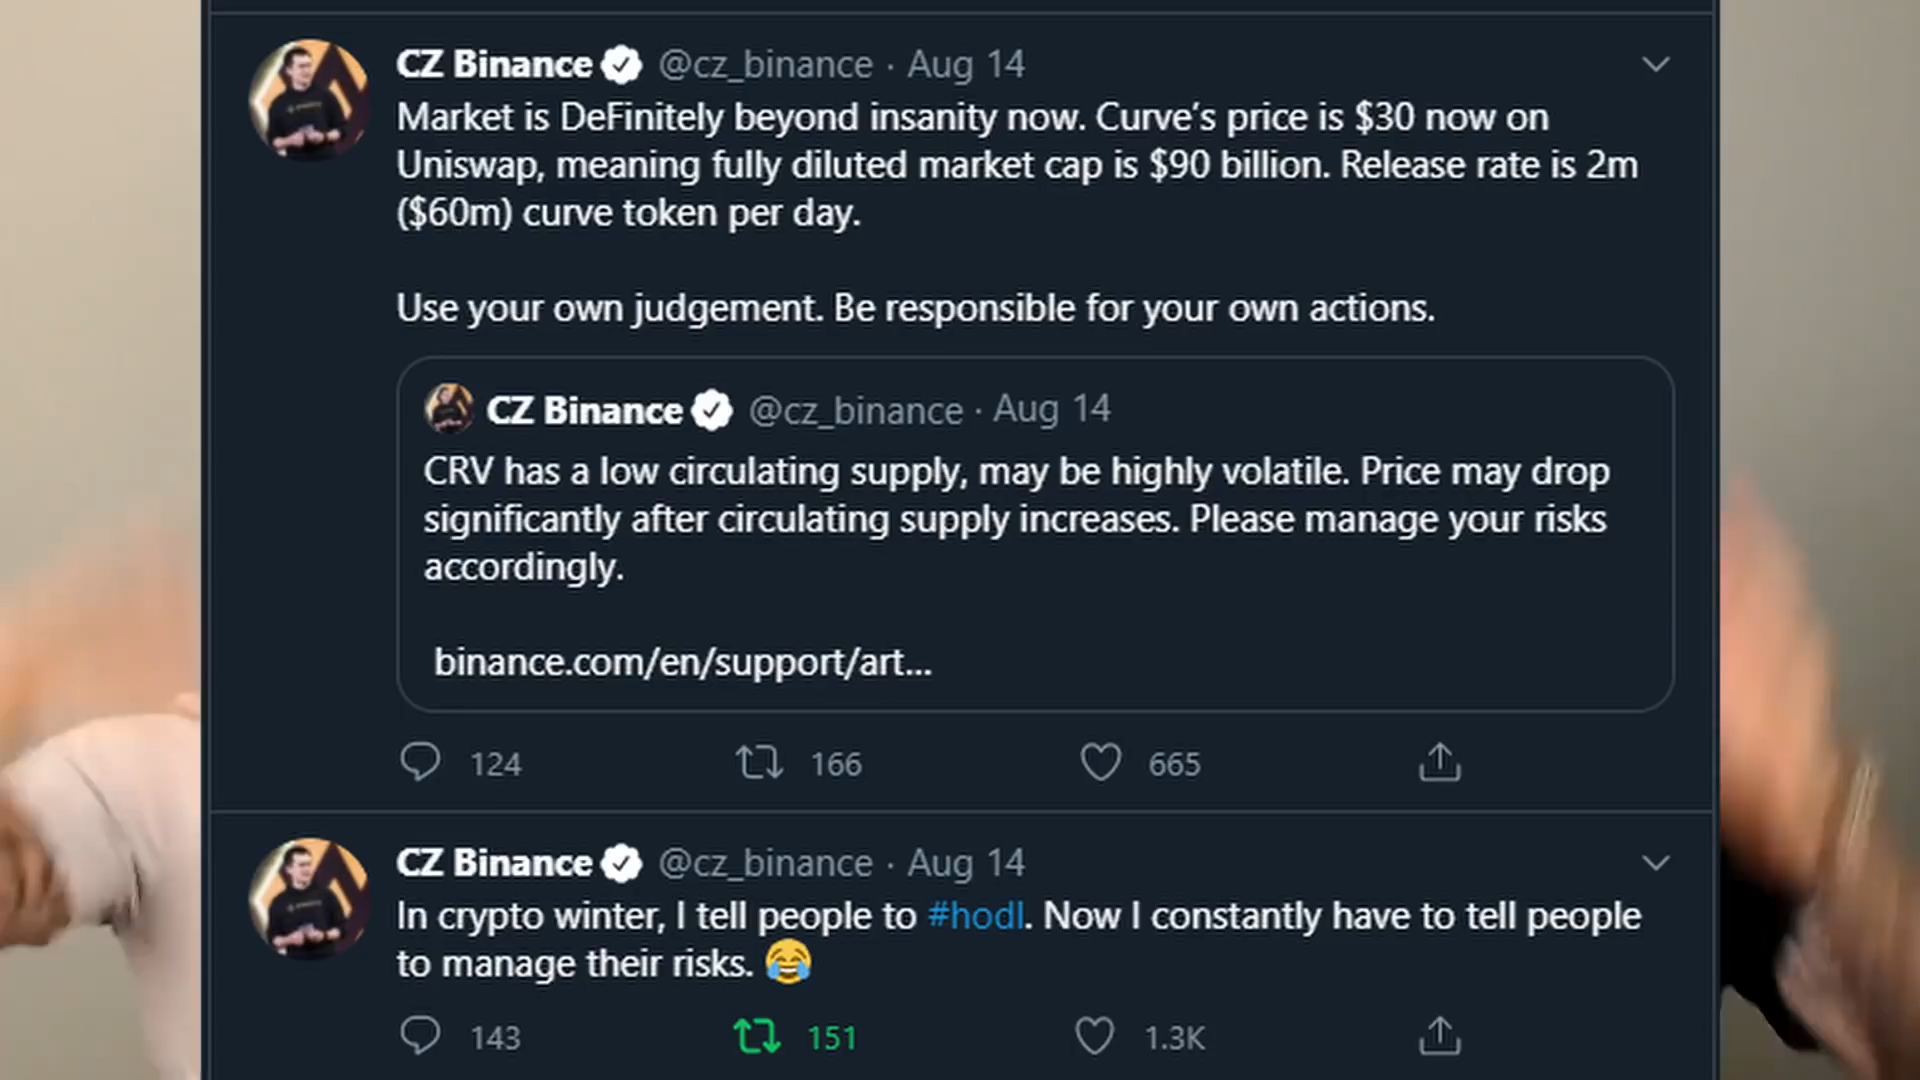 CZ Binance @cz_binance · Aug 14
Market is DeFinitely beyond insanity now. Curve’s price is $30 now on
Uniswap, meaning fully diluted market cap is $90 billion. Release rate is 2m
($60m) curve token per day.
Use your own judgement. Be responsible for your own actions.
CZ Binance @cz_binance · Aug 14
CRV has a low circulating supply, may be highly volatile. Price may drop
significantly after circulating supply increases. Please manage your risks
accordingly.
binance.com/en/support/art...
124 166 665
CZ Binance @cz_binance · Aug 14
In crypto winter, I tell people to #hodl. Now I constantly have to tell people
to manage their risks. 😂
143 151 1.3K